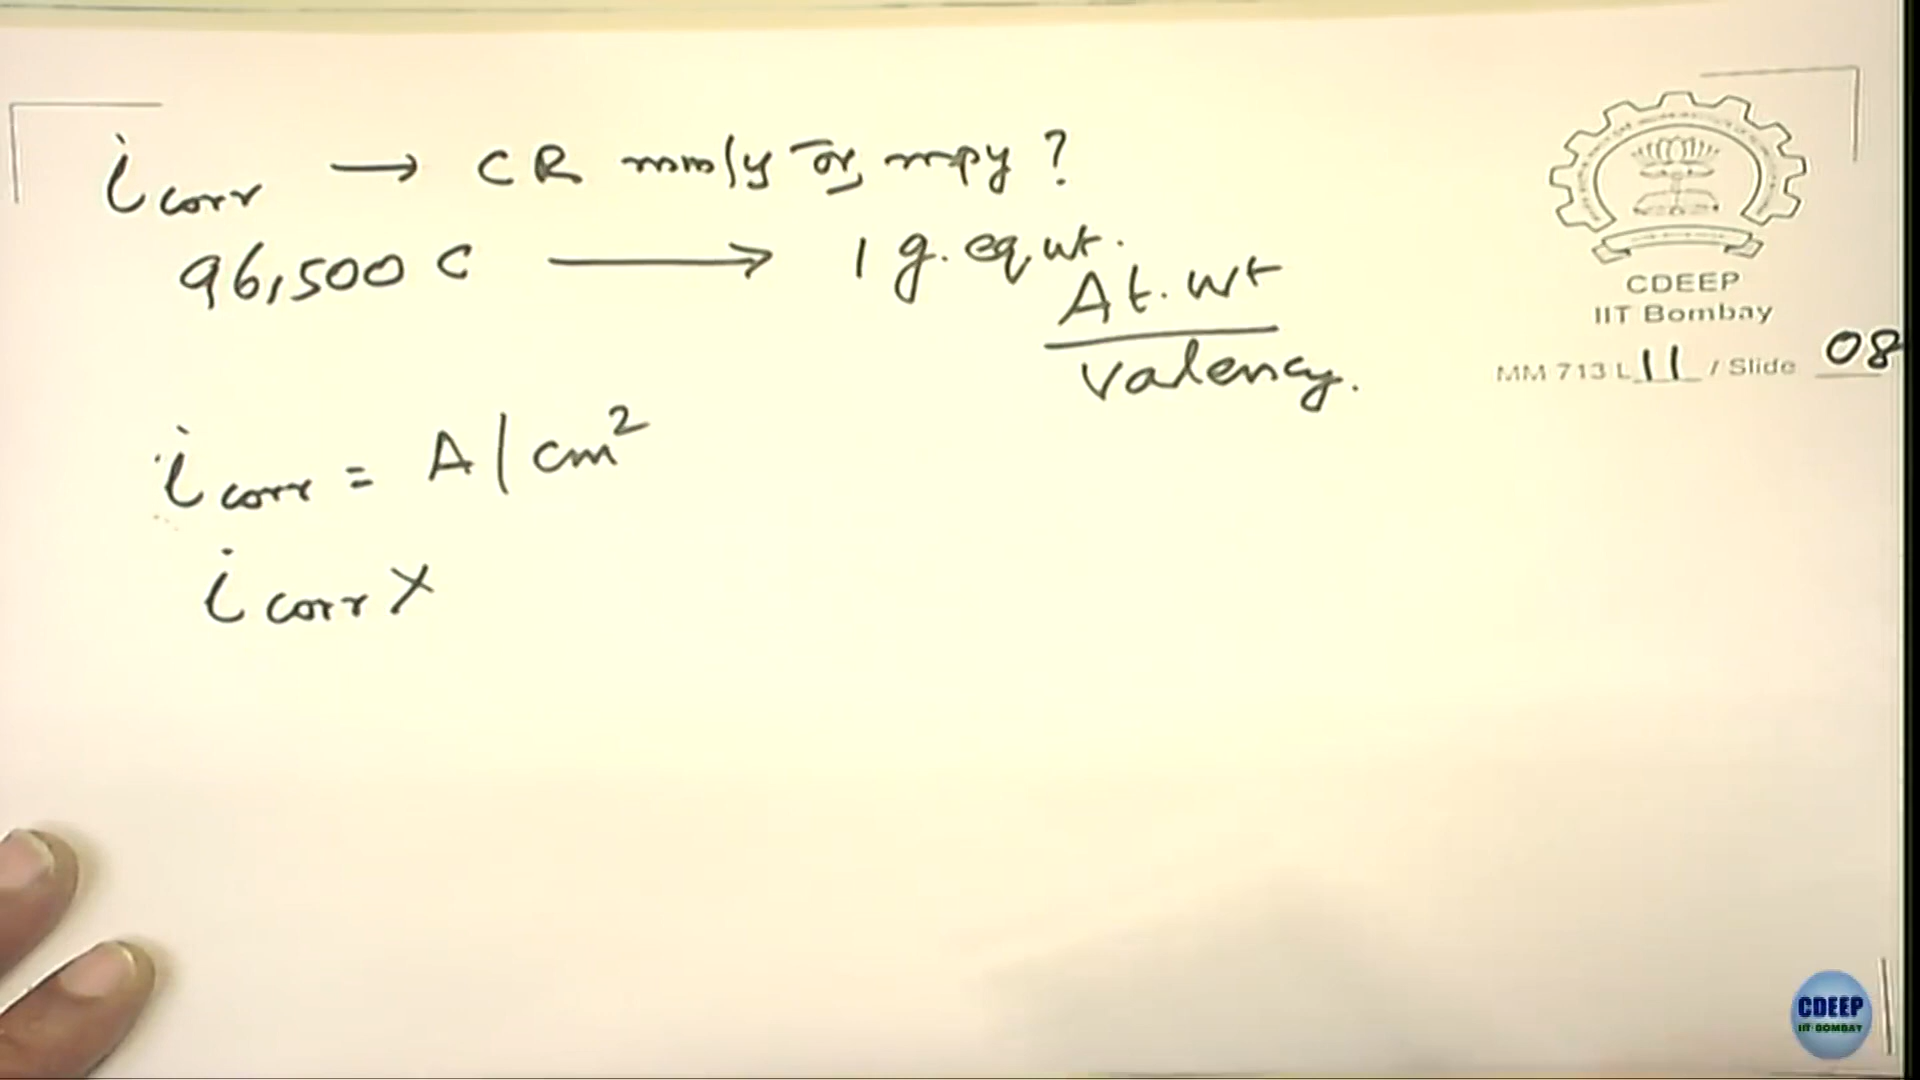 i corr → CR mm/y or mpy ?
96,500 C → 1 g. eq wt.
At. wt
valency.
i corr = A/cm²
i corr X
CDEEP
IIT Bombay
MM 713 L 11 / Slide 08
CDEEP
IIT BOMBAY